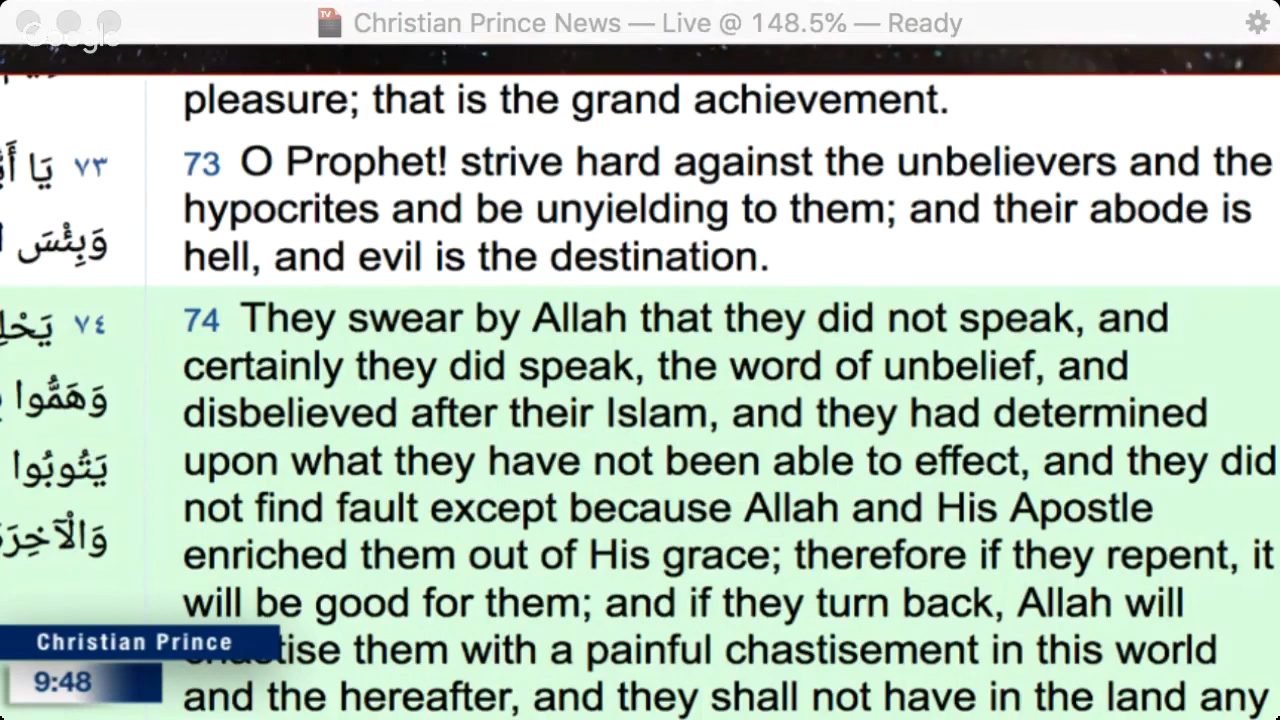 Christian Prince News — Live @ 148.5% — Ready
Google
pleasure; that is the grand achievement.
73 O Prophet! strive hard against the unbelievers and the
hypocrites and be unyielding to them; and their abode is
hell, and evil is the destination.
74 They swear by Allah that they did not speak, and
certainly they did speak, the word of unbelief, and
disbelieved after their Islam, and they had determined
upon what they have not been able to effect, and they did
not find fault except because Allah and His Apostle
enriched them out of His grace; therefore if they repent, it
will be good for them; and if they turn back, Allah will
chastise them with a painful chastisement in this world
and the hereafter, and they shall not have in the land any
٧٣ يَا
وَبِئْسَ
٧٤
وَهَمُّوا
يَتُوبُوا
Christian Prince
9:48